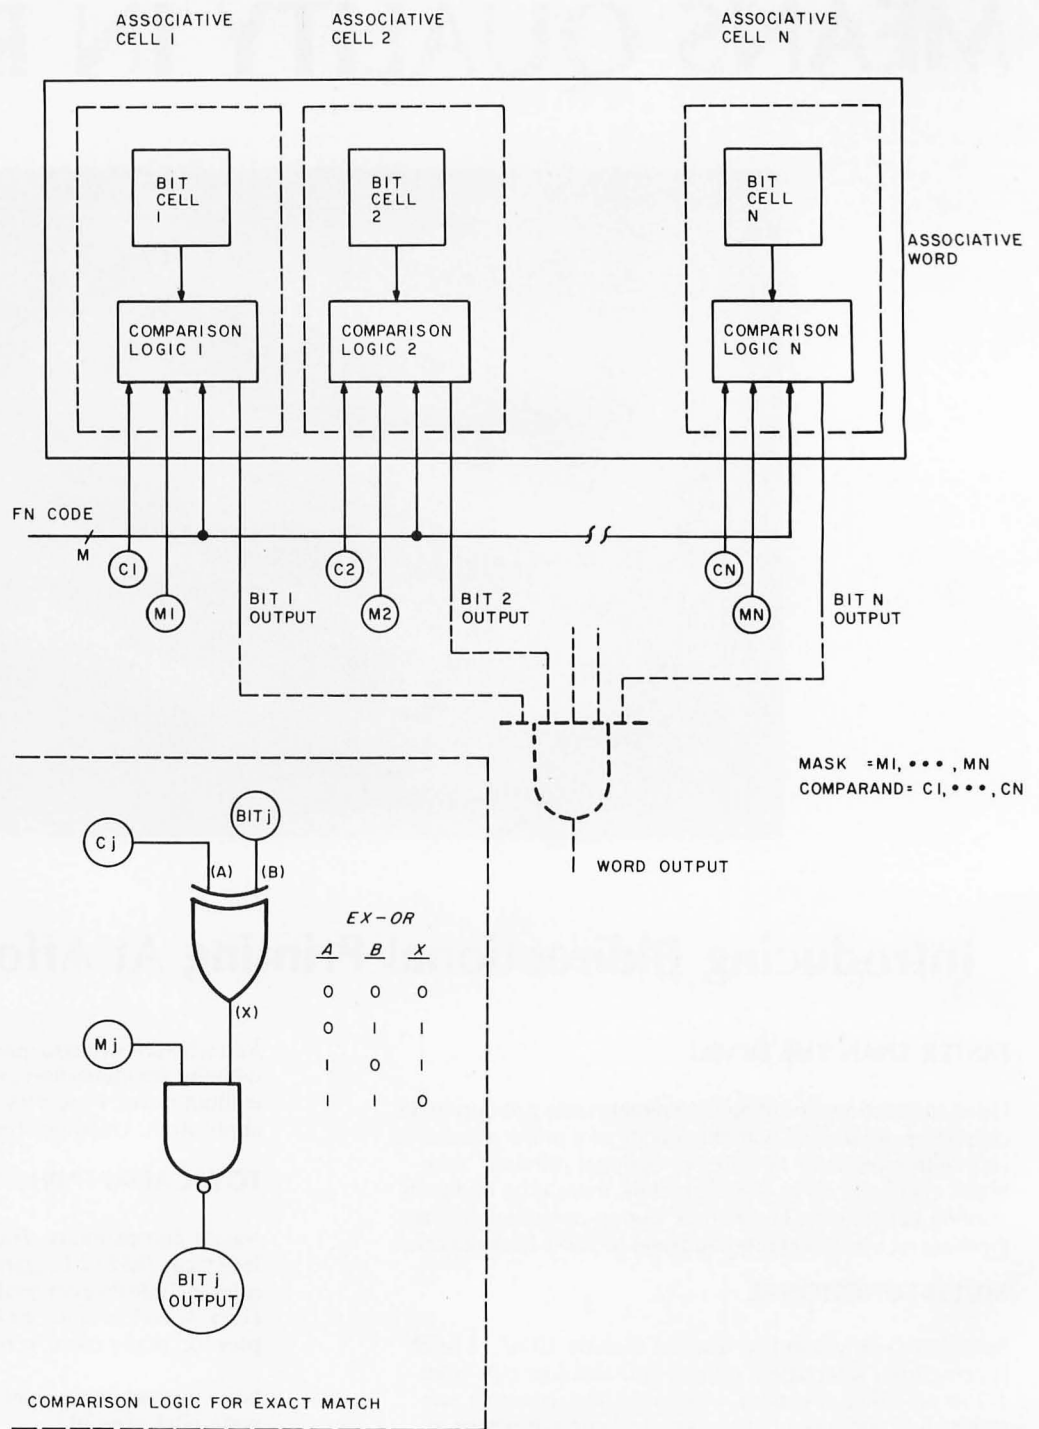 ASSOCIATIVE
CELL 1
ASSOCIATIVE
CELL 2
ASSOCIATIVE
CELL N
BIT
CELL
1
BIT
CELL
2
BIT
CELL
N
ASSOCIATIVE
WORD
COMPARISON
LOGIC 1
COMPARISON
LOGIC 2
COMPARISON
LOGIC N
FN CODE
M
C1
C2
CN
M1
M2
MN
BIT 1
OUTPUT
BIT 2
OUTPUT
BIT N
OUTPUT
MASK = M1, • • • , MN
COMPARAND = C1, • • • , CN
WORD OUTPUT
Cj
BITj
(A)
(B)
(X)
Mj
EX-OR
A B X
0 0 0
0 1 1
1 0 1
1 1 0
BIT j
OUTPUT
COMPARISON LOGIC FOR EXACT MATCH